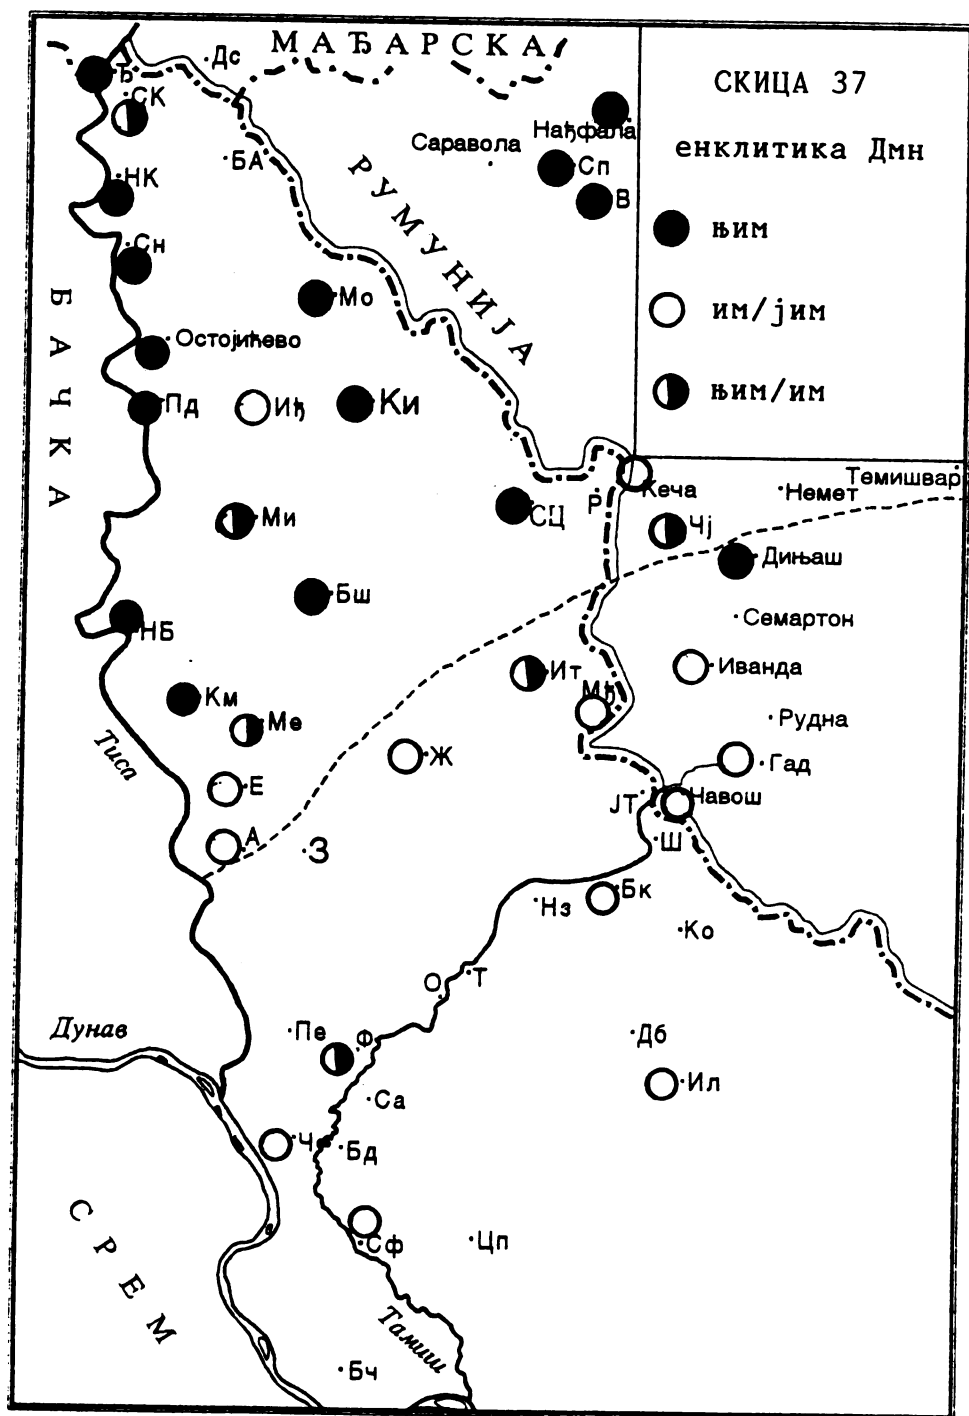 МАЂАРСКА
Дс
Ђ
СК
БА
НК
Сн
РУМУНИЈА
Саравола
Нађфала
Сп
В
СКИЦА 37
енклитика Дмн
њим
им/јим
њим/им
БАЧКА
Мо
Остојићево
Пд
Иђ
Ки
Ми
СЦ
Р
Кеча
Чј
Немет
Темишвар
Дињаш
Бш
НБ
Семартон
Ит
Мђ
Иванда
Км
Ме
Рудна
Тиса
Ж
Гад
Е
ЈТ
Чавош
А
З
Ш
Нз
Бк
Ко
О
Т
Дунав
Пе
Ф
Дб
Са
Ил
Ч
Бд
СРЕМ
Сф
Цп
Тамиш
Бч